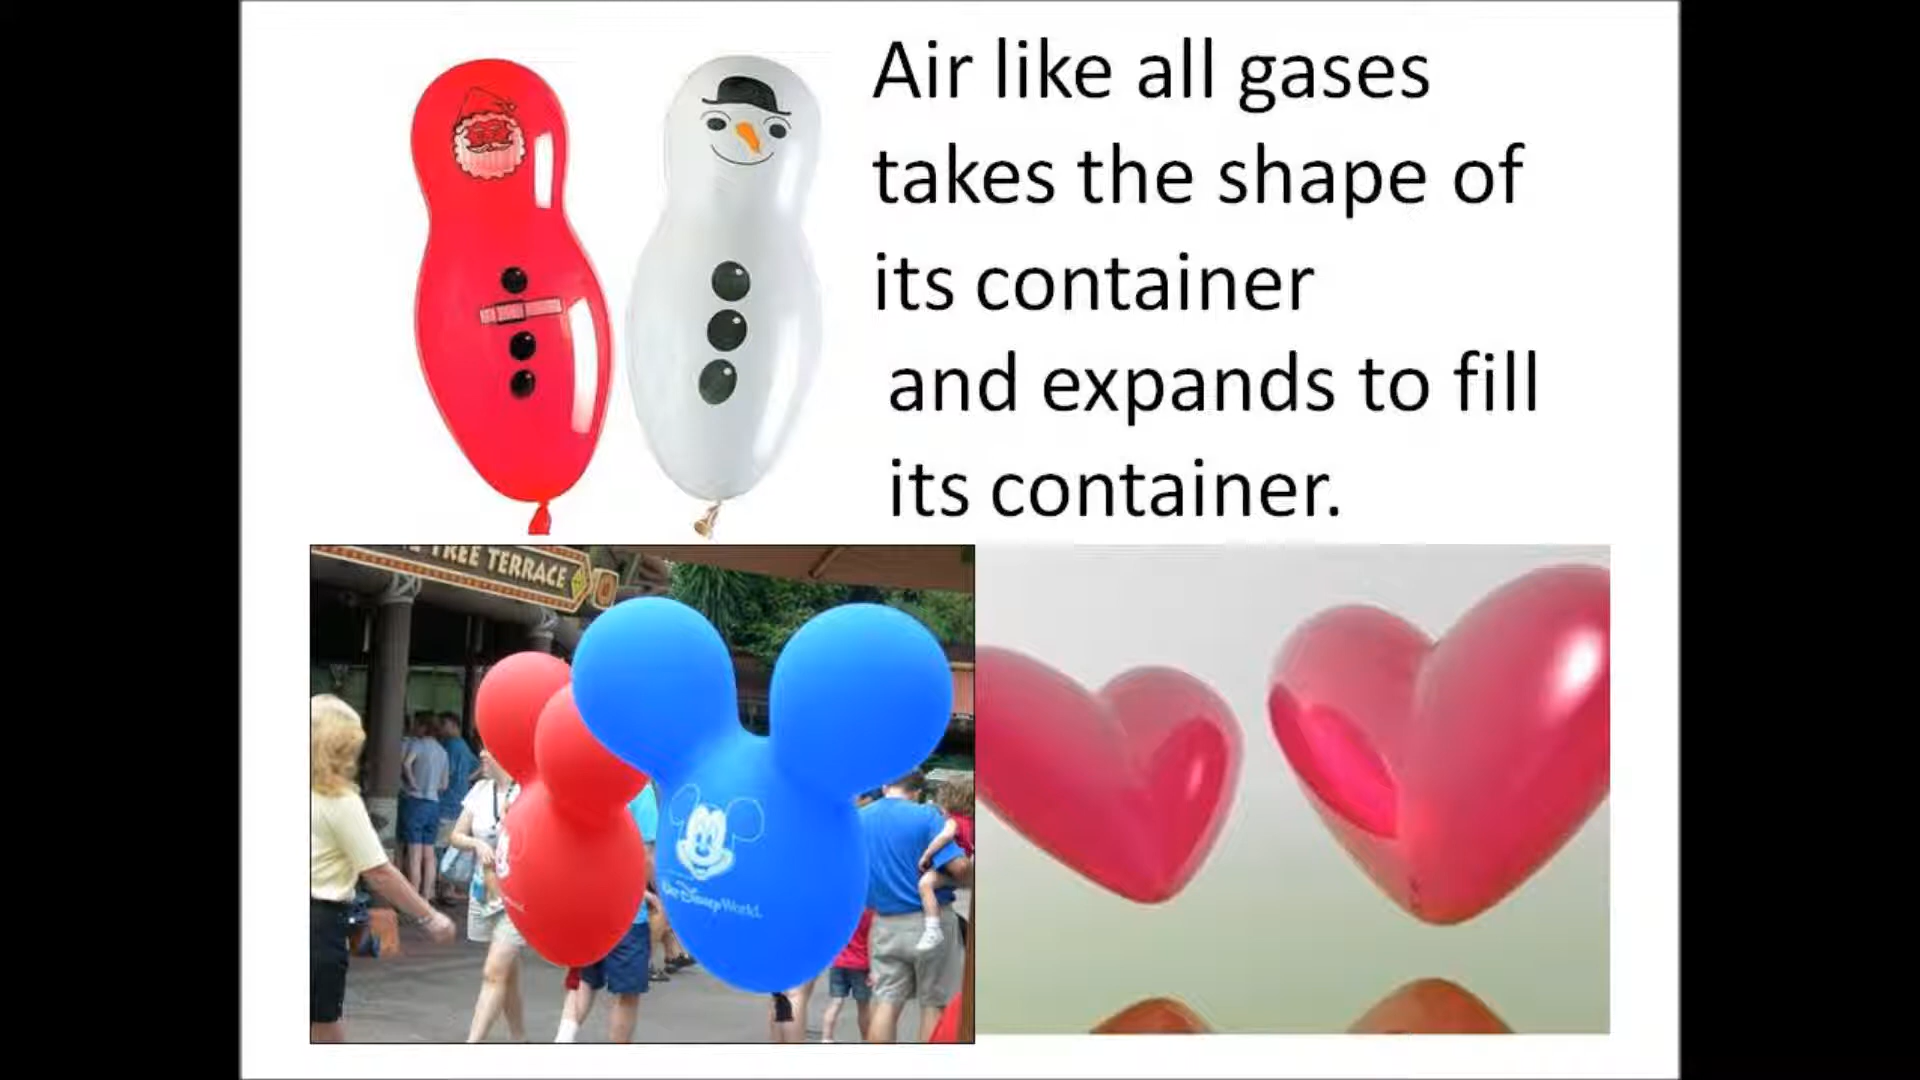 Air like all gases
takes the shape of
its container
and expands to fill
its container.
TREE TERRACE
Walt Disney World.